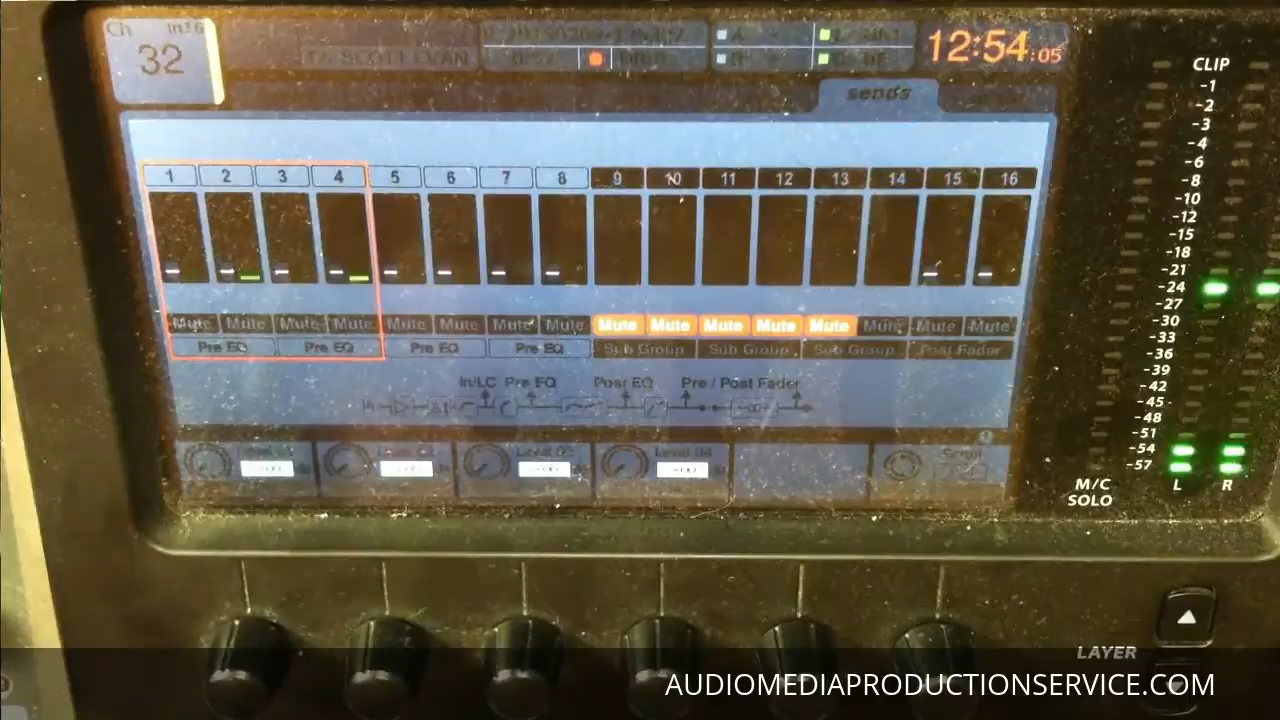 Ch In16
32
SCOTT EVAN
12:54:05
sends
CLIP
-1
-2
-3
-4
-6
-8
-10
-12
-15
-18
-21
-24
-27
-30
-33
-36
-39
-42
-45
-48
-51
-54
-57
L R
M/C
SOLO
1 2 3 4 5 6 7 8 9 10 11 12 13 14 15 16
Mute Mute Mute Mute Mute Mute Mute Mute Mute Mute Mute Mute Mute Mute Mute Mute
Pre EQ Pre EQ Pre EQ Pre EQ Sub Group Sub Group Sub Group Post Fader
In/LC Pre EQ Post EQ Pre / Post Fader
In
Level 04
LAYER
AUDIOMEDIAPRODUCTIONSERVICE.COM